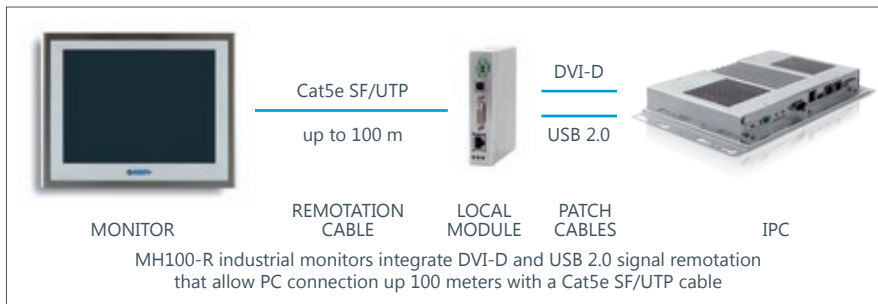 Cat5e SF/UTP
up to 100 m
DVI-D
USB 2.0
MONITOR
REMOTATION
CABLE
LOCAL
MODULE
PATCH
CABLES
IPC
MH100-R industrial monitors integrate DVI-D and USB 2.0 signal remotation
that allow PC connection up 100 meters with a Cat5e SF/UTP cable